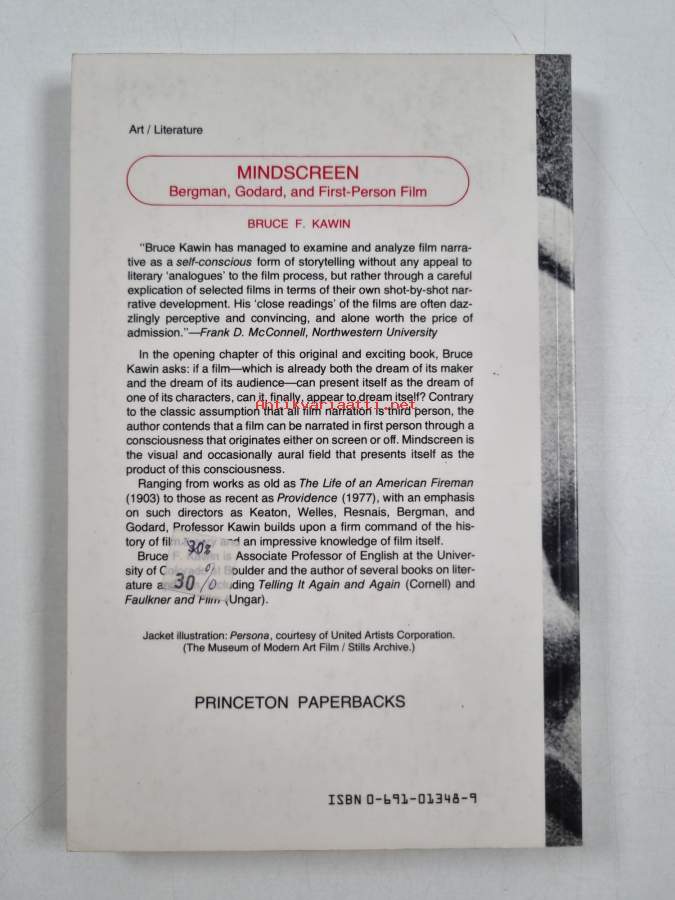 Art / Literature
MINDSCREEN
Bergman, Godard, and First-Person Film
BRUCE F. KAWIN
"Bruce Kawin has managed to examine and analyze film narra-
tive as a self-conscious form of storytelling without any appeal to
literary 'analogues' to the film process, but rather through a careful
explication of selected films in terms of their own shot-by-shot nar-
rative development. His 'close readings' of the films are often daz-
zlingly perceptive and convincing, and alone worth the price of
admission."—Frank D. McConnell, Northwestern University
In the opening chapter of this original and exciting book, Bruce
Kawin asks: if a film—which is already both the dream of its maker
and the dream of its audience—can present itself as the dream of
one of its characters, can it, finally, appear to dream itself? Contrary
Antikvariaatti.net
to the classic assumption that all film narration is third person, the
author contends that a film can be narrated in first person through a
consciousness that originates either on screen or off. Mindscreen is
the visual and occasionally aural field that presents itself as the
product of this consciousness.
Ranging from works as old as The Life of an American Fireman
(1903) to those as recent as Providence (1977), with an emphasis
on such directors as Keaton, Welles, Resnais, Bergman, and
Godard, Professor Kawin builds upon a firm command of the his-
tory of film and an impressive knowledge of film itself.
Bruce F. Kawin is Associate Professor of English at the Univer-
sity of Colorado at Boulder and the author of several books on liter-
30%
ature including Telling It Again and Again (Cornell) and
Faulkner and Film (Ungar).
Jacket illustration: Persona, courtesy of United Artists Corporation.
(The Museum of Modern Art Film / Stills Archive.)
PRINCETON PAPERBACKS
ISBN 0-691-01348-9